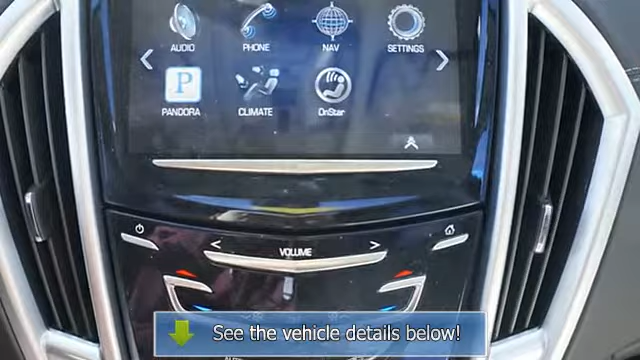 AUDIO PHONE NAV SETTINGS
P
PANDORA CLIMATE OnStar
< VOLUME >
See the vehicle details below!